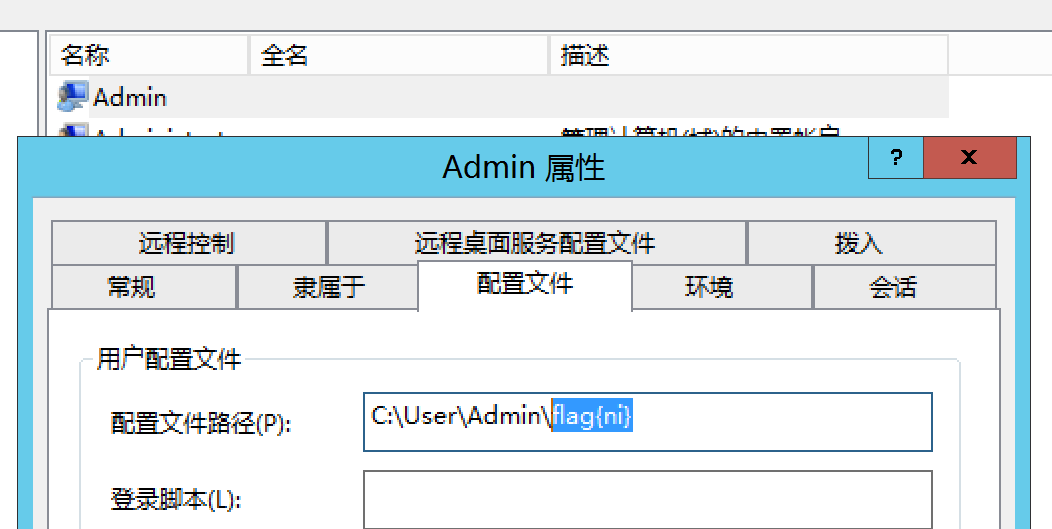 名称 全名 描述
Admin
Admin 属性
远程控制 远程桌面服务配置文件 拨入
常规 隶属于 配置文件 环境 会话
用户配置文件
配置文件路径(P): C:\User\Admin\flag{ni}
登录脚本(L):